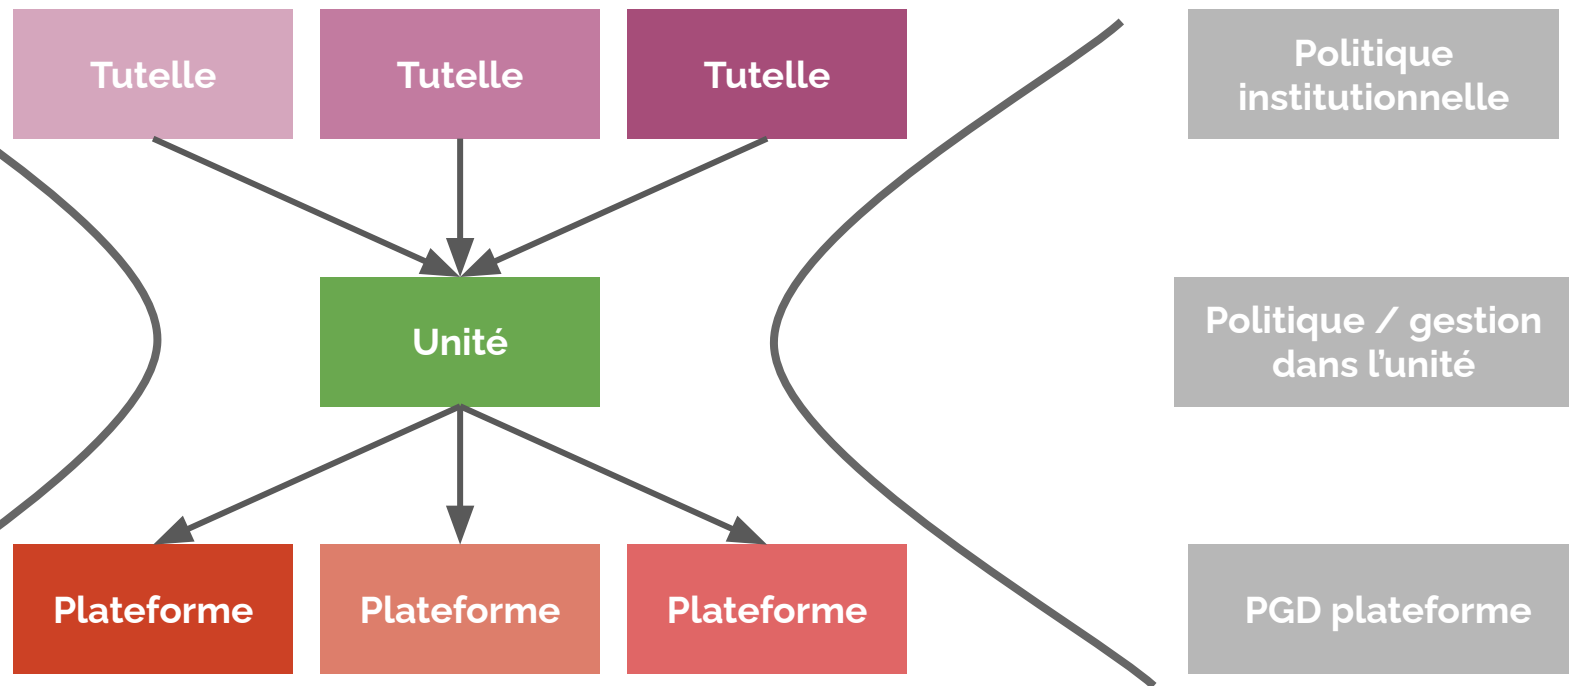 Tutelle
Tutelle
Tutelle
Politique
institutionnelle
Unité
Politique / gestion
dans l'unité
Plateforme
Plateforme
Plateforme
PGD plateforme